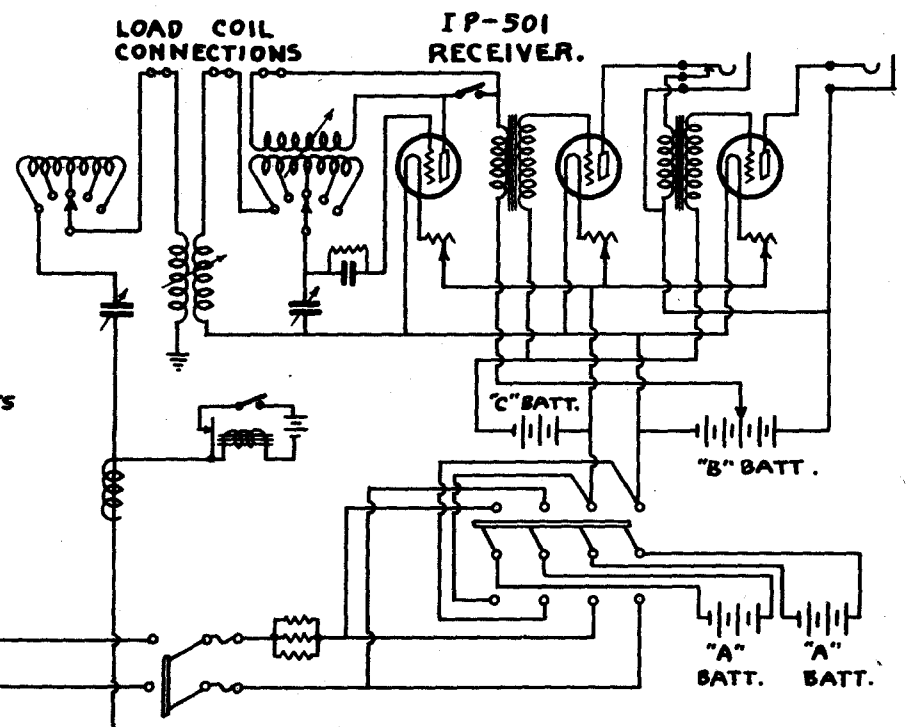 LOAD COIL
CONNECTIONS
IP-501
RECEIVER.
"C" BATT.
"B" BATT.
"A"
BATT.
"A"
BATT.